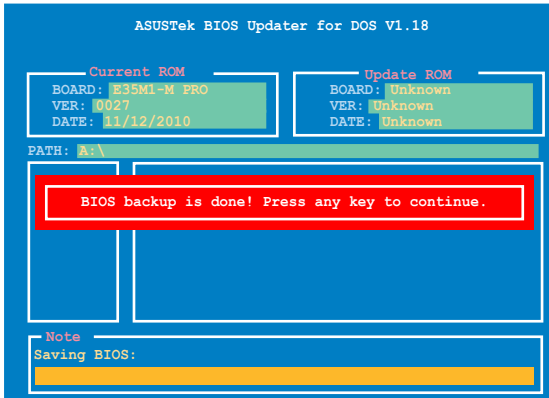 ASUSTek BIOS Updater for DOS V1.18
Current ROM
BOARD: E35M1-M PRO
VER: 0027
DATE: 11/12/2010
Update ROM
BOARD: Unknown
VER: Unknown
DATE: Unknown
PATH: A:\
BIOS backup is done! Press any key to continue.
Note
Saving BIOS: